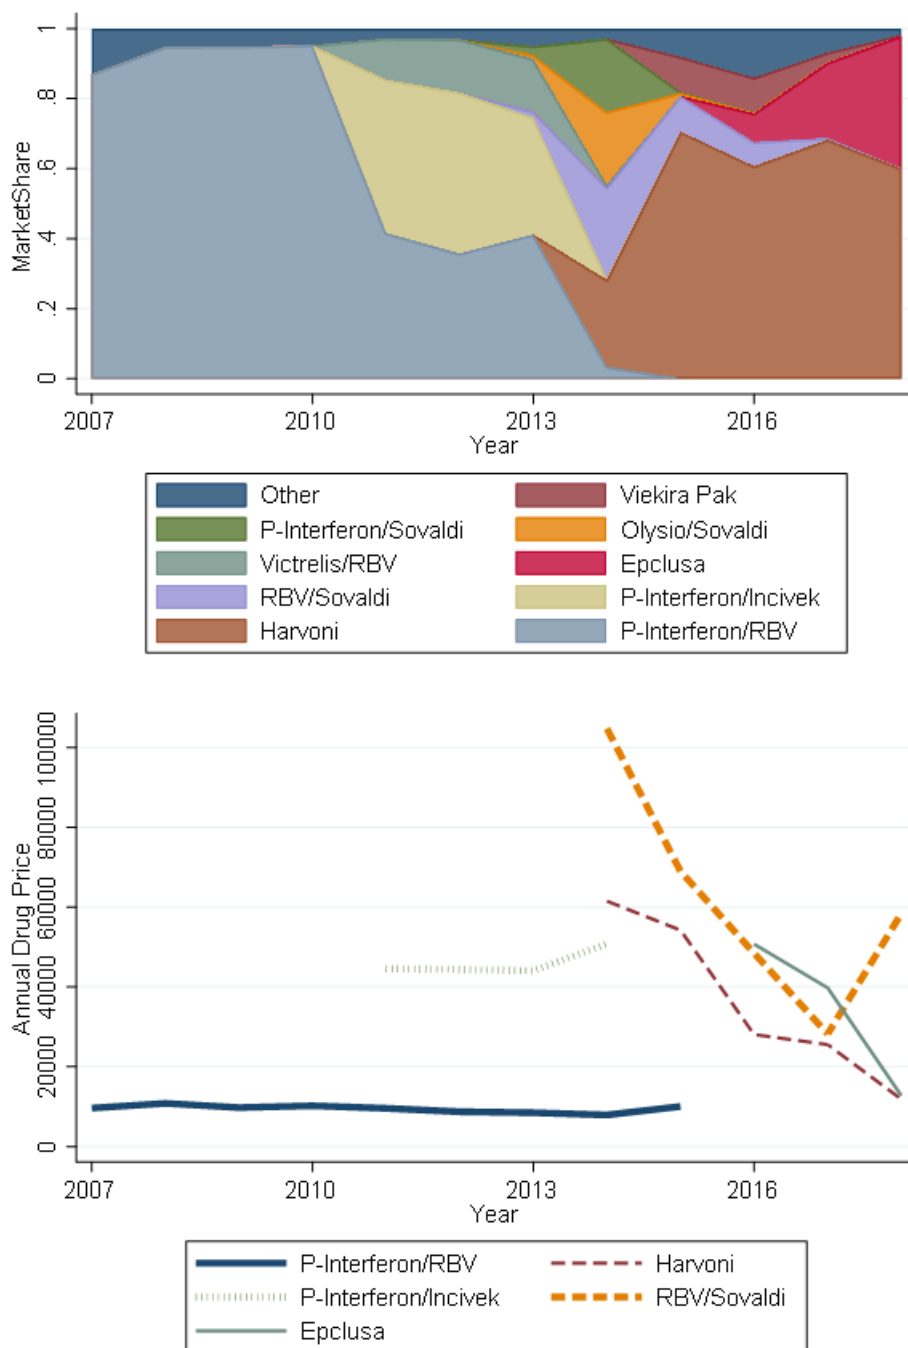 MarketShare
1
.8
.6
.4
.2
0
2007 2010 2013 2016
Year
Other Viekira Pak
P-Interferon/Sovaldi Olysio/Sovaldi
Victrelis/RBV Epclusa
RBV/Sovaldi P-Interferon/Incivek
Harvoni P-Interferon/RBV
Annual Drug Price
100000
80000
60000
40000
20000
0
2007 2010 2013 2016
Year
P-Interferon/RBV Harvoni
P-Interferon/Incivek RBV/Sovaldi
Epclusa